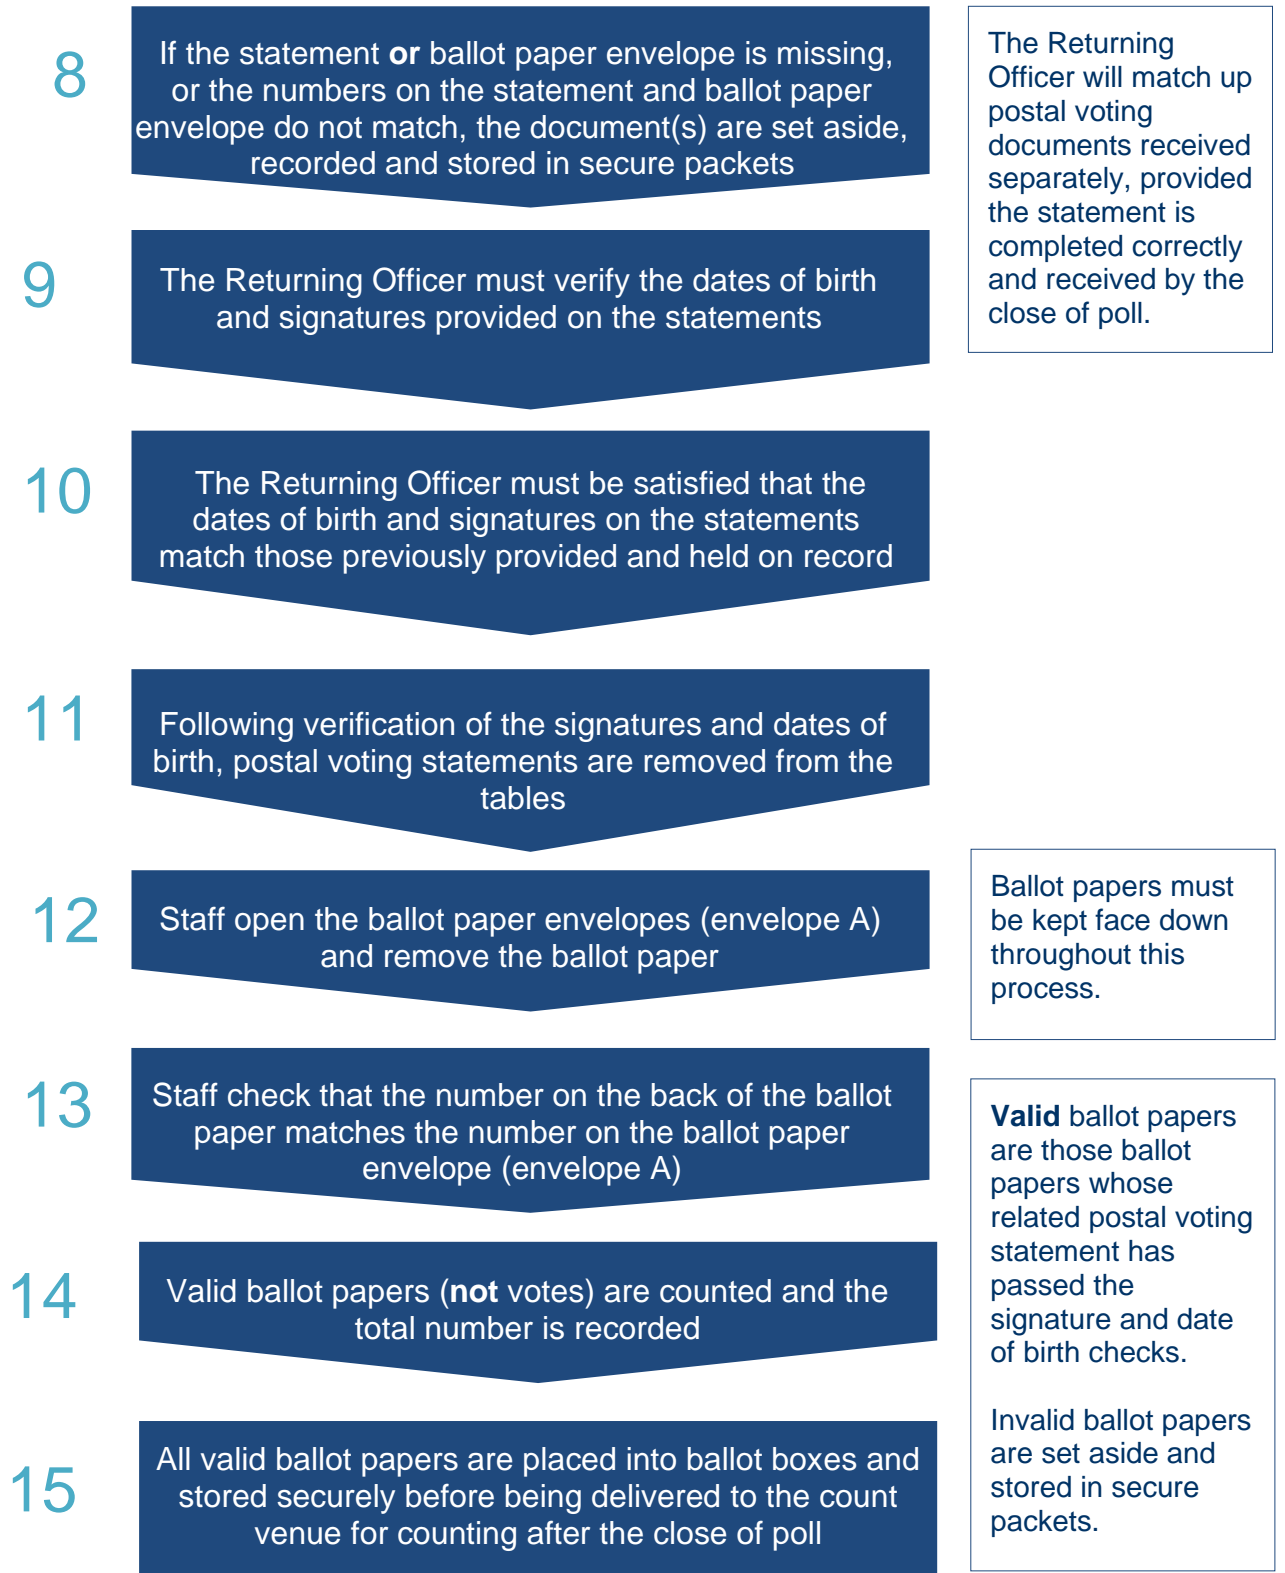 8
If the statement or ballot paper envelope is missing,
or the numbers on the statement and ballot paper
envelope do not match, the document(s) are set aside,
recorded and stored in secure packets
The Returning
Officer will match up
postal voting
documents received
separately, provided
the statement is
completed correctly
and received by the
close of poll.
9
The Returning Officer must verify the dates of birth
and signatures provided on the statements
10
The Returning Officer must be satisfied that the
dates of birth and signatures on the statements
match those previously provided and held on record
11
Following verification of the signatures and dates of
birth, postal voting statements are removed from the
tables
12
Staff open the ballot paper envelopes (envelope A)
and remove the ballot paper
Ballot papers must
be kept face down
throughout this
process.
13
Staff check that the number on the back of the ballot
paper matches the number on the ballot paper
envelope (envelope A)
Valid ballot papers
are those ballot
papers whose
related postal voting
statement has
passed the
signature and date
of birth checks.
Invalid ballot papers
are set aside and
stored in secure
packets.
14
Valid ballot papers (not votes) are counted and the
total number is recorded
15
All valid ballot papers are placed into ballot boxes and
stored securely before being delivered to the count
venue for counting after the close of poll